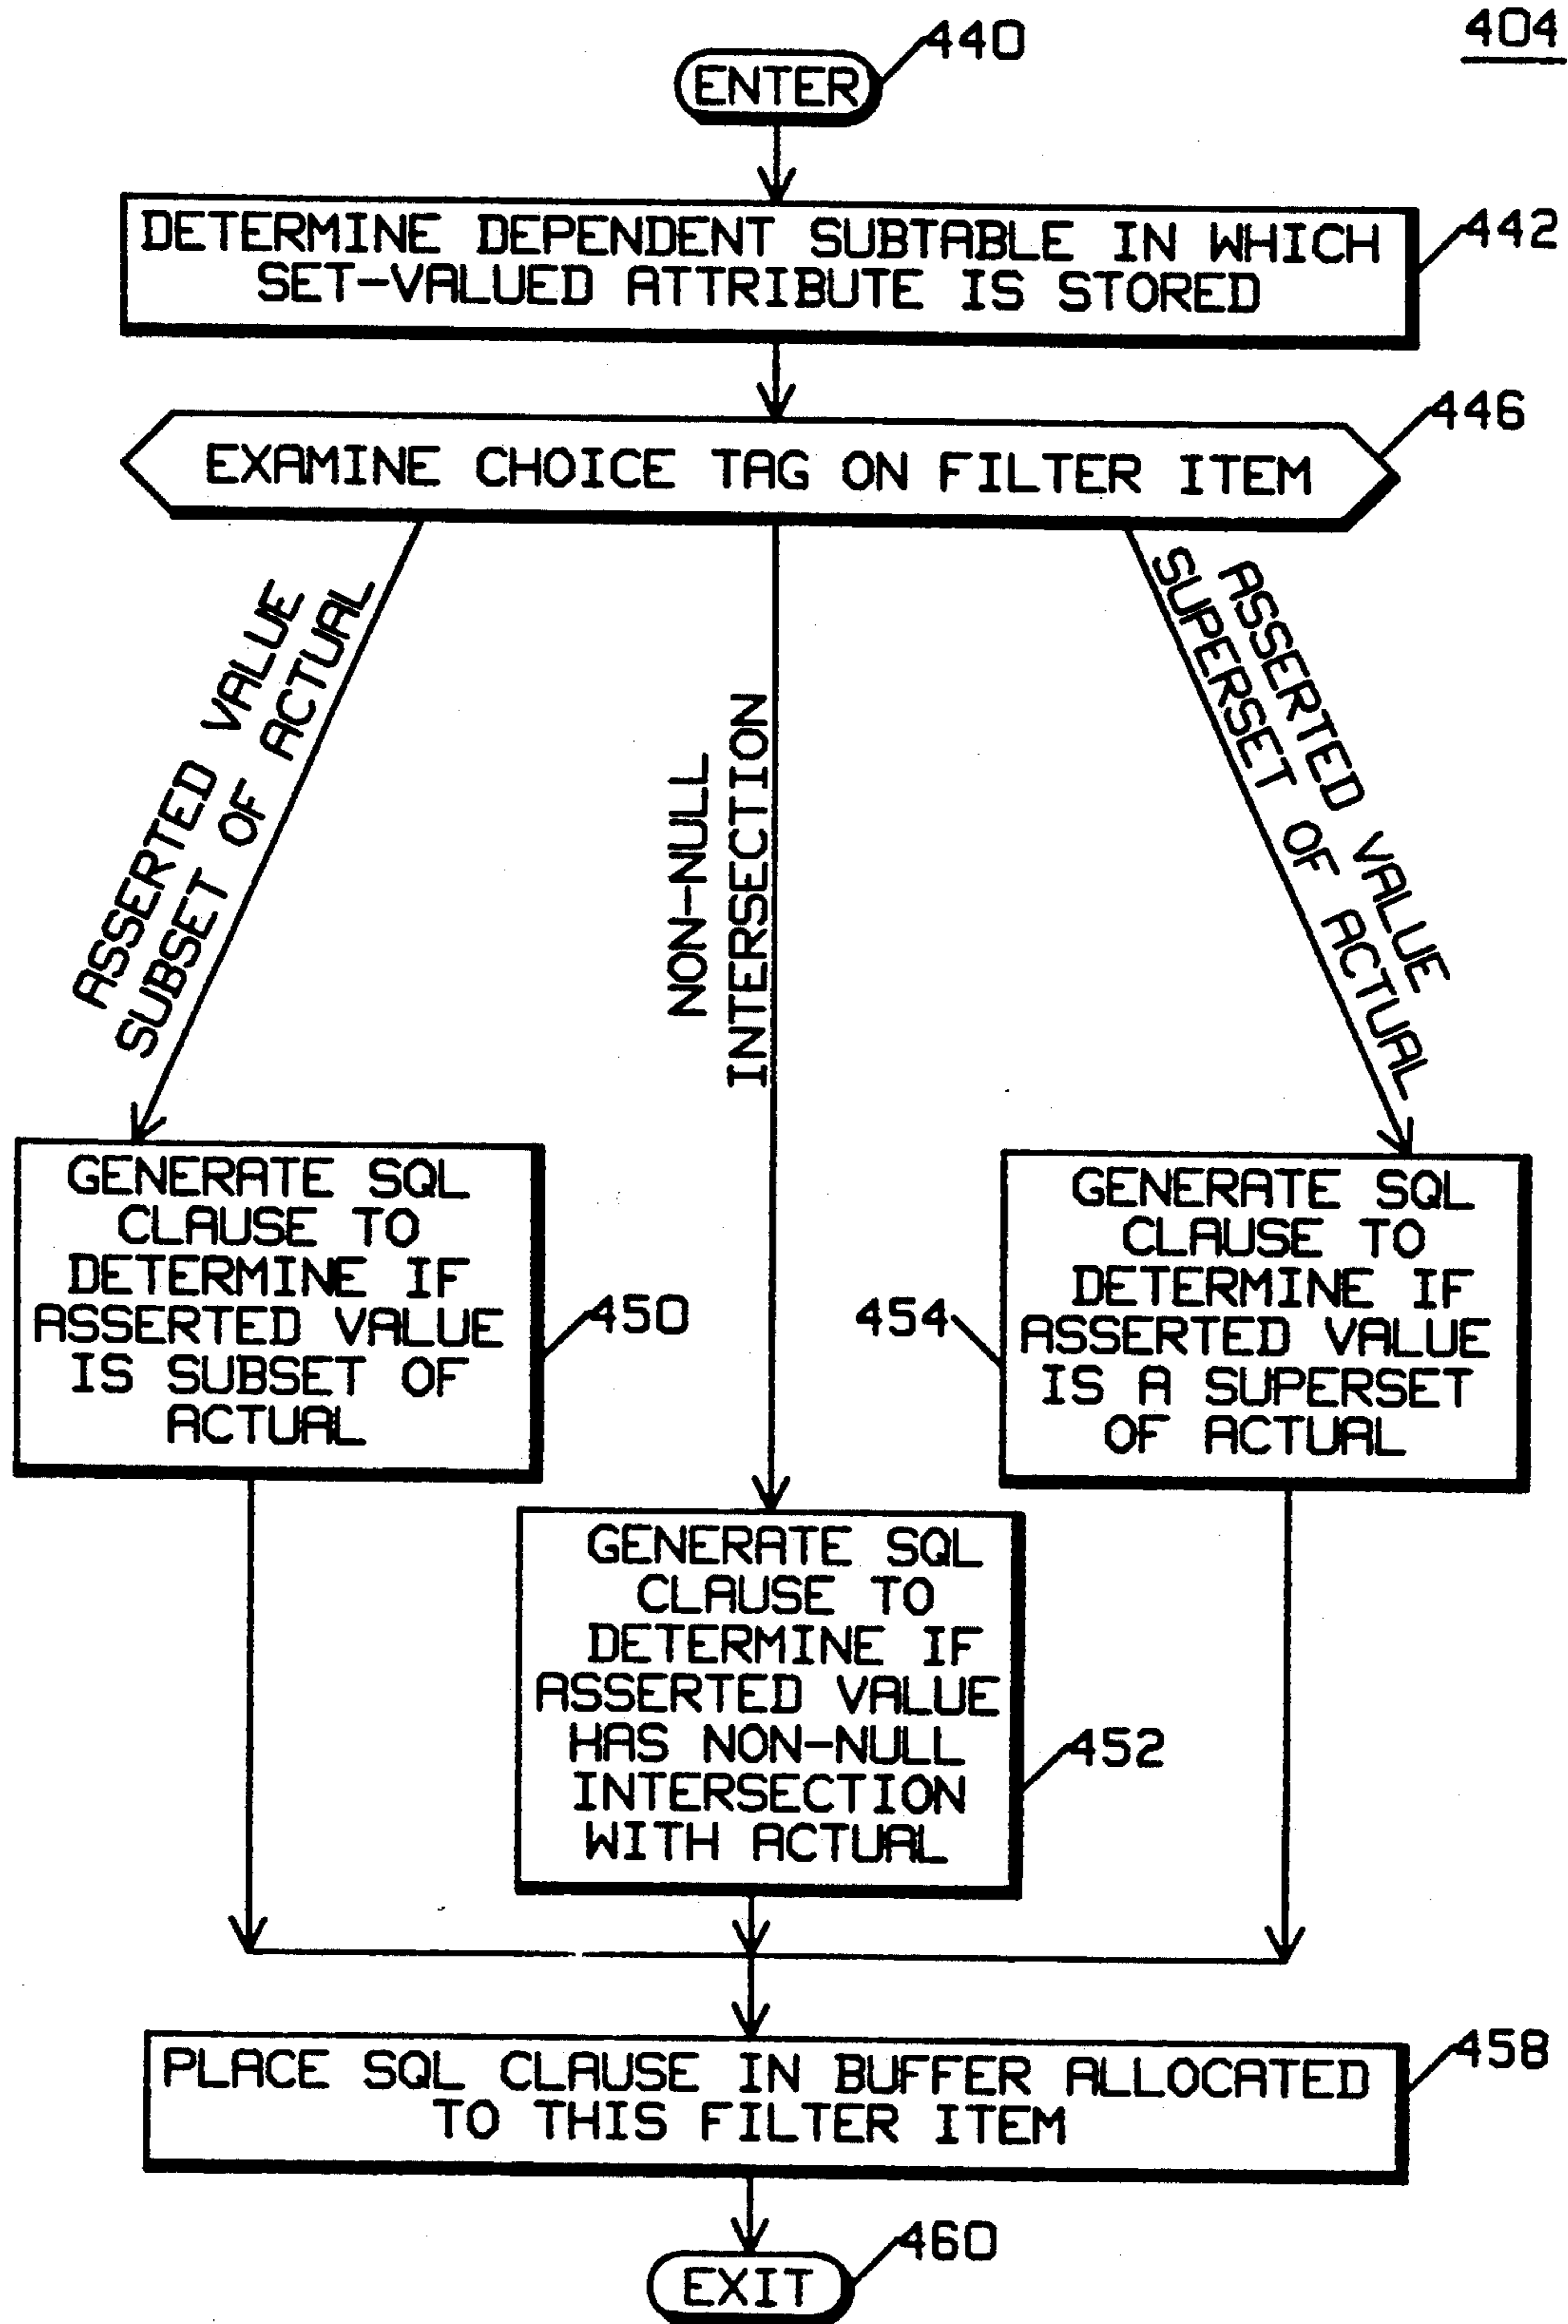 404
440
ENTER
442
DETERMINE DEPENDENT SUBTABLE IN WHICH
SET-VALUED ATTRIBUTE IS STORED
446
EXAMINE CHOICE TAG ON FILTER ITEM
ASSERTED VALUE
SUBSET OF ACTUAL
NON-NULL
INTERSECTION
ASSERTED VALUE
SUPERSET OF ACTUAL
GENERATE SQL
CLAUSE TO
DETERMINE IF
ASSERTED VALUE
IS SUBSET OF
ACTUAL
450
454
GENERATE SQL
CLAUSE TO
DETERMINE IF
ASSERTED VALUE
IS A SUPERSET
OF ACTUAL
GENERATE SQL
CLAUSE TO
DETERMINE IF
ASSERTED VALUE
HAS NON-NULL
INTERSECTION
WITH ACTUAL
452
458
PLACE SQL CLAUSE IN BUFFER ALLOCATED
TO THIS FILTER ITEM
460
EXIT